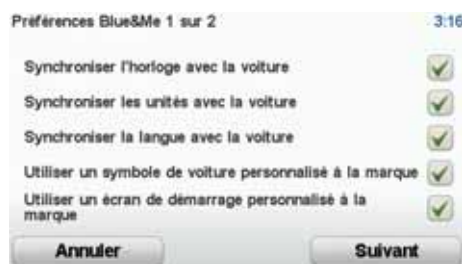 Préférences Blue&Me 1 sur 2
3:16
Synchroniser l'horloge avec la voiture
Synchroniser les unités avec la voiture
Synchroniser la langue avec la voiture
Utiliser un symbole de voiture personnalisé à la marque
Utiliser un écran de démarrage personnalisé à la
marque
Annuler
Suivant